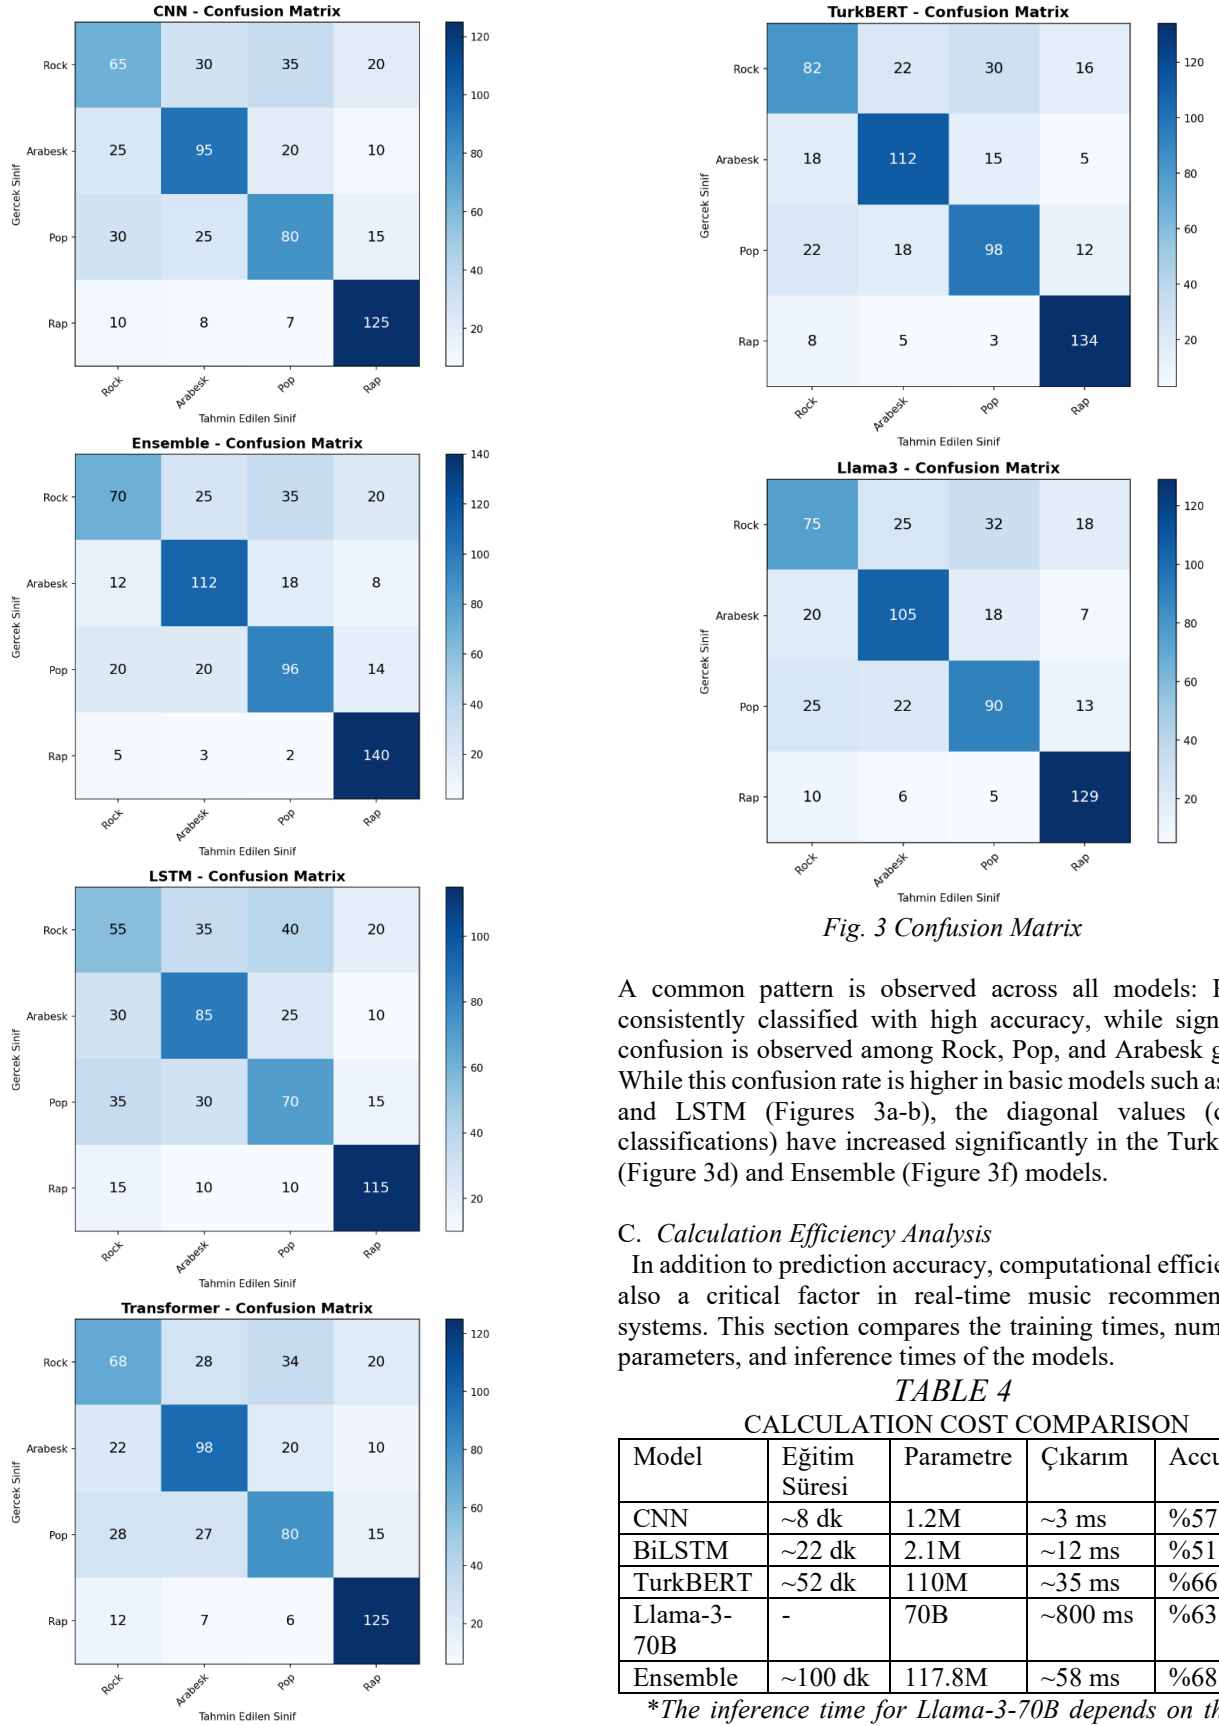 CNN - Confusion Matrix
Gercek Sinif
Rock
65 30 35 20
Arabesk
25 95 20 10
Pop
30 25 80 15
Rap
10 8 7 125
Rock Arabesk Pop Rap
Tahmin Edilen Sinif
120
100
80
60
40
20
Ensemble - Confusion Matrix
Gercek Sinif
Rock
70 25 35 20
Arabesk
12 112 18 8
Pop
20 20 96 14
Rap
5 3 2 140
Rock Arabesk Pop Rap
Tahmin Edilen Sinif
140
120
100
80
60
40
20
LSTM - Confusion Matrix
Gercek Sinif
Rock
55 35 40 20
Arabesk
30 85 25 10
Pop
35 30 70 15
Rap
15 10 10 115
Rock Arabesk Pop Rap
Tahmin Edilen Sinif
100
80
60
40
20
Transformer - Confusion Matrix
Gercek Sinif
Rock
68 28 34 20
Arabesk
22 98 20 10
Pop
28 27 80 15
Rap
12 7 6 125
Rock Arabesk Pop Rap
Tahmin Edilen Sinif
120
100
80
60
40
20
TurkBERT - Confusion Matrix
Gercek Sinif
Rock
82 22 30 16
Arabesk
18 112 15 5
Pop
22 18 98 12
Rap
8 5 3 134
Rock Arabesk Pop Rap
Tahmin Edilen Sinif
120
100
80
60
40
20
Llama3 - Confusion Matrix
Gercek Sinif
Rock
75 25 32 18
Arabesk
20 105 18 7
Pop
25 22 90 13
Rap
10 6 5 129
Rock Arabesk Pop Rap
Tahmin Edilen Sinif
120
100
80
60
40
20
Fig. 3 Confusion Matrix
A common pattern is observed across all models:
consistently classified with high accuracy, while
confusion is observed among Rock, Pop, and Arabesk
While this confusion rate is higher in basic models such as
and LSTM (Figures 3a-b), the diagonal values
classifications) have increased significantly in the
(Figure 3d) and Ensemble (Figure 3f) models.
C. Calculation Efficiency Analysis
In addition to prediction accuracy, computational
also a critical factor in real-time music
systems. This section compares the training times,
parameters, and inference times of the models.
TABLE 4
CALCULATION COST COMPARISON
Model Eğitim Süresi Parametre Çıkarım
CNN ~8 dk 1.2M ~3 ms %57
BiLSTM ~22 dk 2.1M ~12 ms %51
TurkBERT ~52 dk 110M ~35 ms %66
Llama-3-70B - 70B ~800 ms %63
Ensemble ~100 dk 117.8M ~58 ms %68
*The inference time for Llama-3-70B depends on